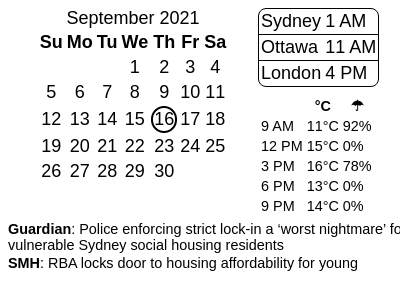 September 2021
Su Mo Tu We Th Fr Sa
1 2 3 4
5 6 7 8 9 10 11
12 13 14 15 16 17 18
19 20 21 22 23 24 25
26 27 28 29 30
Sydney 1 AM
Ottawa 11 AM
London 4 PM
°C ☂
9 AM 11°C 92%
12 PM 15°C 0%
3 PM 16°C 78%
6 PM 13°C 0%
9 PM 14°C 0%
Guardian: Police enforcing strict lock-in a ‘worst nightmare’ fo
vulnerable Sydney social housing residents
SMH: RBA locks door to housing affordability for young